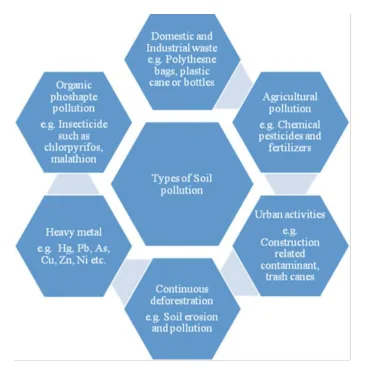 Domestic and
Industrial waste
e.g. Polythesne
bags, plastic
cane or bottles
Agricultural
pollution
e.g. Chemical
pesticides and
fertilizers
Urban activities
e.g.
Construction
related
contaminant,
trash canes
Continuous
deforestration
e.g. Soil erosion
and pollution
Heavy metal
e.g. Hg, Pb, As,
Cu, Zn, Ni etc.
Organic
phoshapte
pollution
e.g. Insecticide
such as
chlorpyrifos,
malathion
Types of Soil
pollution